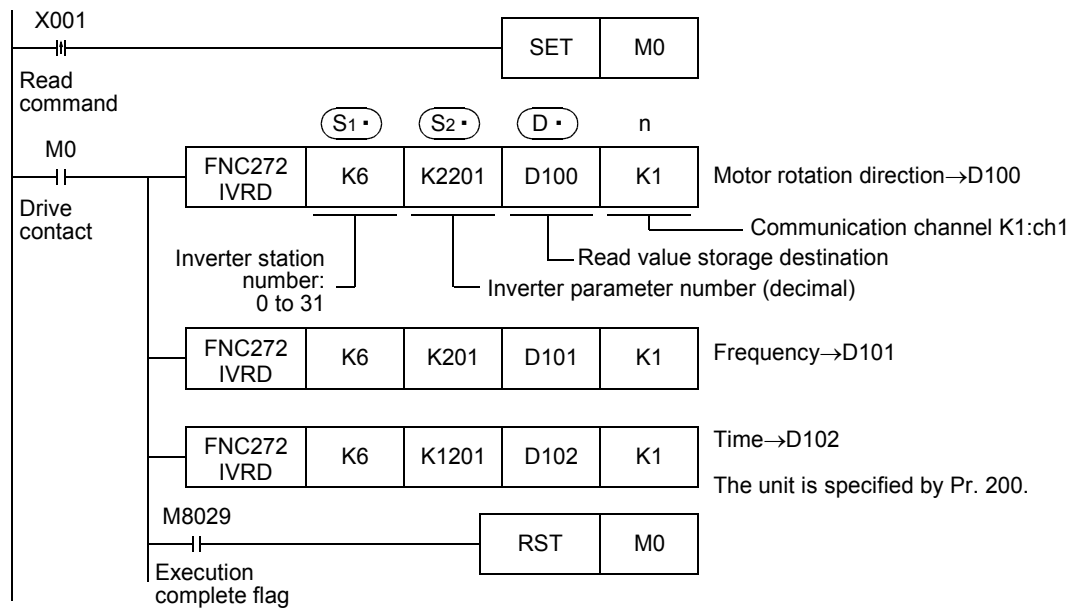 X001
SET M0
Read
command
S1・ S2・ D・ n
M0
FNC272
IVRD K6 K2201 D100 K1 Motor rotation direction→D100
Drive
contact
Communication channel K1:ch1
Read value storage destination
Inverter parameter number (decimal)
Inverter station
number:
0 to 31
FNC272
IVRD K6 K201 D101 K1 Frequency→D101
FNC272
IVRD K6 K1201 D102 K1 Time→D102
The unit is specified by Pr. 200.
M8029
RST M0
Execution
complete flag